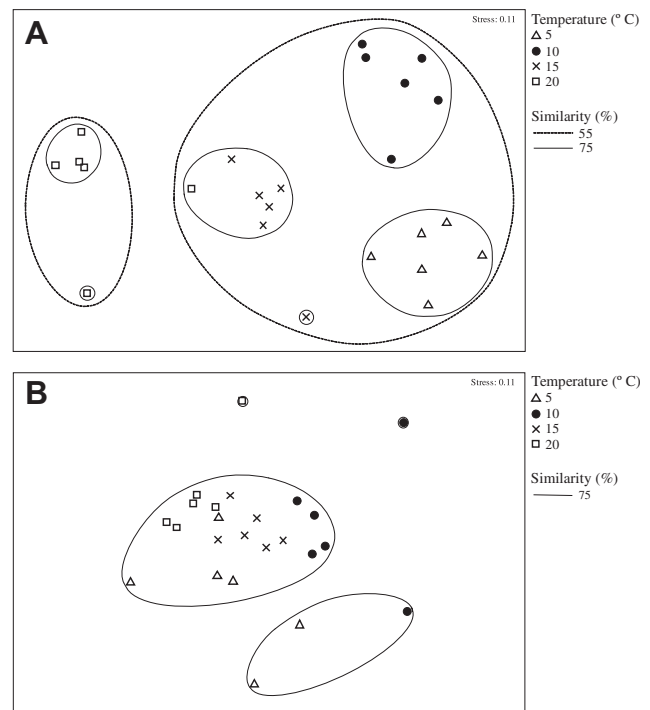 A
Stress: 0.11
Temperature (º C)
5
10
15
20
Similarity (%)
55
75
B
Stress: 0.11
Temperature (º C)
5
10
15
20
Similarity (%)
75